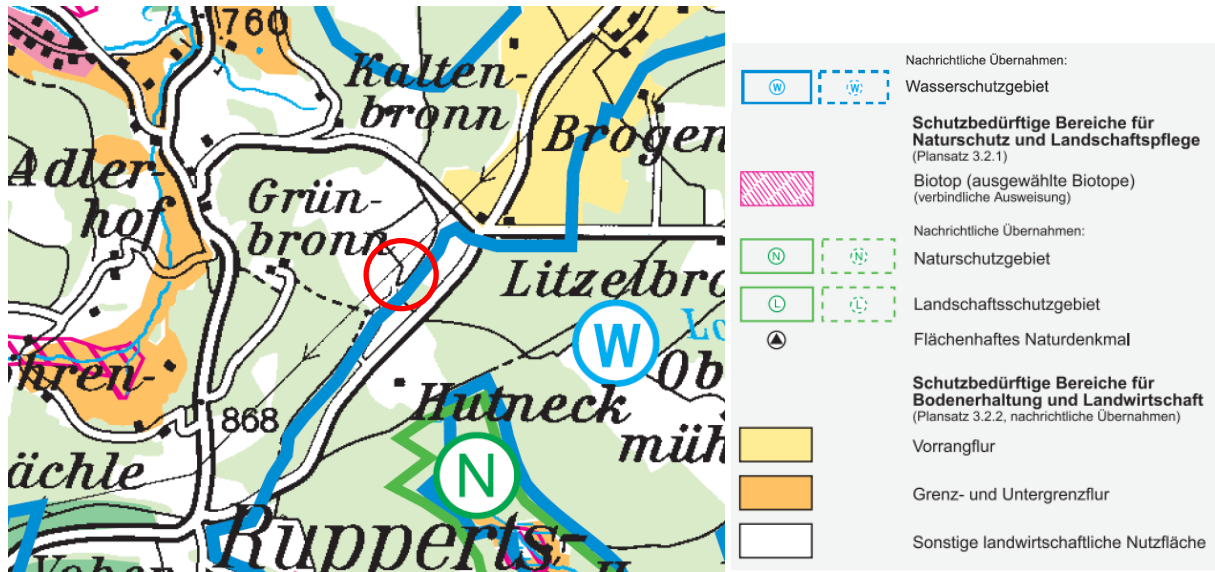 760
Kalten-
bronn
Brogen
Adler-
hof
Grün-
bronn
Litzelbro
W
Ob
Hutneck
müh
hren-
868
ächle
N
Rupperts-
Nachrichtliche Übernahmen:
W W Wasserschutzgebiet
Schutzbedürftige Bereiche für
Naturschutz und Landschaftspflege
(Plansatz 3.2.1)
Biotop (ausgewählte Biotope)
(verbindliche Ausweisung)
Nachrichtliche Übernahmen:
N N Naturschutzgebiet
L L Landschaftsschutzgebiet
Flächenhaftes Naturdenkmal
Schutzbedürftige Bereiche für
Bodenerhaltung und Landwirtschaft
(Plansatz 3.2.2, nachrichtliche Übernahmen)
Vorrangflur
Grenz- und Untergrenzflur
Sonstige landwirtschaftliche Nutzfläche